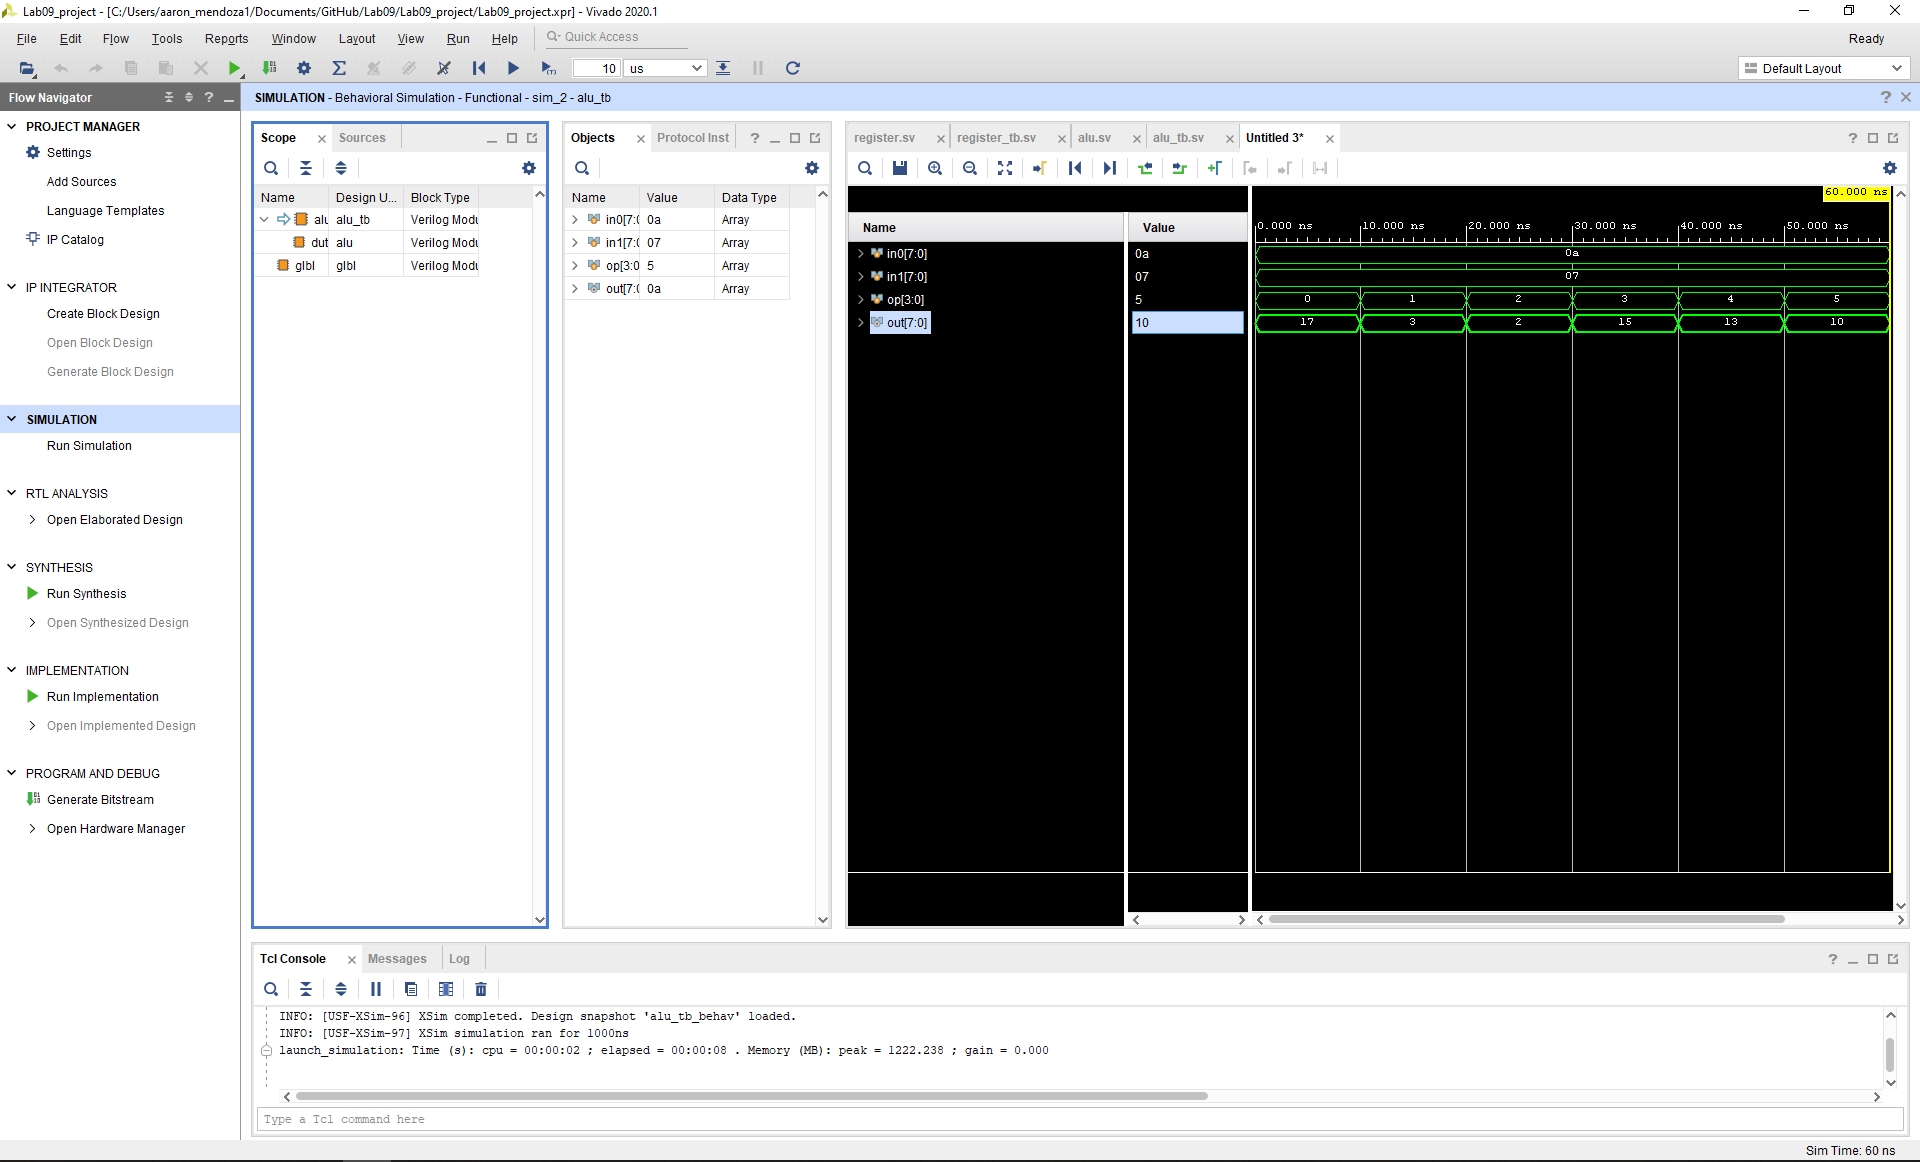 Lab09_project - [C:/Users/aaron_mendoza1/Documents/GitHub/Lab09/Lab09_project/Lab09_project.xpr] - Vivado 2020.1
File Edit Flow Tools Reports Window Layout View Run Help Quick Access Ready
10 us Default Layout
Flow Navigator
PROJECT MANAGER
Settings
Add Sources
Language Templates
IP Catalog
IP INTEGRATOR
Create Block Design
Open Block Design
Generate Block Design
SIMULATION
Run Simulation
RTL ANALYSIS
Open Elaborated Design
SYNTHESIS
Run Synthesis
Open Synthesized Design
IMPLEMENTATION
Run Implementation
Open Implemented Design
PROGRAM AND DEBUG
Generate Bitstream
Open Hardware Manager
SIMULATION - Behavioral Simulation - Functional - sim_2 - alu_tb
Scope Sources
Name Design U... Block Type
alu alu_tb Verilog Modu
dut alu Verilog Modu
glbl glbl Verilog Modu
Objects Protocol Inst
Name Value Data Type
in0[7:0 0a Array
in1[7:0 07 Array
op[3:0 5 Array
out[7:0 0a Array
register.sv register_tb.sv alu.sv alu_tb.sv Untitled 3*
60.000 ns
Name Value
0.000 ns 10.000 ns 20.000 ns 30.000 ns 40.000 ns 50.000 ns
in0[7:0] 0a 0a
in1[7:0] 07 07
op[3:0] 5 0 1 2 3 4 5
out[7:0] 10 17 3 2 15 13 10
Tcl Console Messages Log
INFO: [USF-XSim-96] XSim completed. Design snapshot 'alu_tb_behav' loaded.
INFO: [USF-XSim-97] XSim simulation ran for 1000ns
launch_simulation: Time (s): cpu = 00:00:02 ; elapsed = 00:00:08 . Memory (MB): peak = 1222.238 ; gain = 0.000
Type a Tcl command here
Sim Time: 60 ns